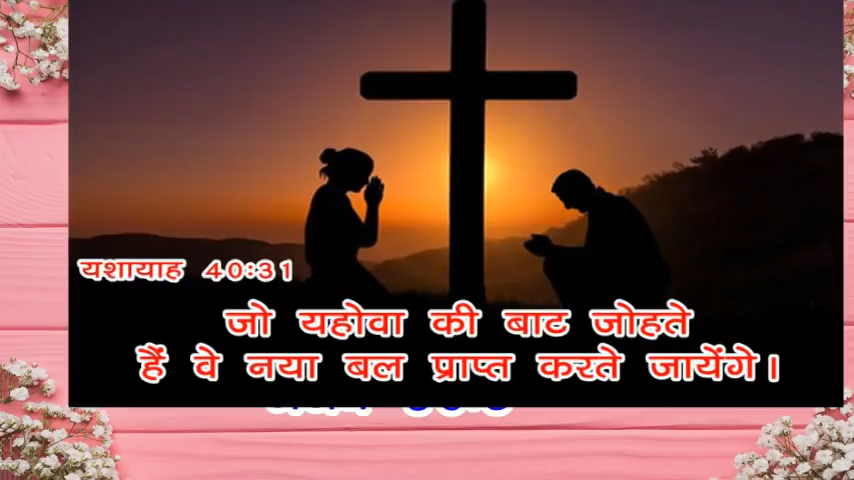 यशायाह 40:31
जो यहोवा की बाट जोहते
हैं वे नया बल प्राप्त करते जायेंगे।